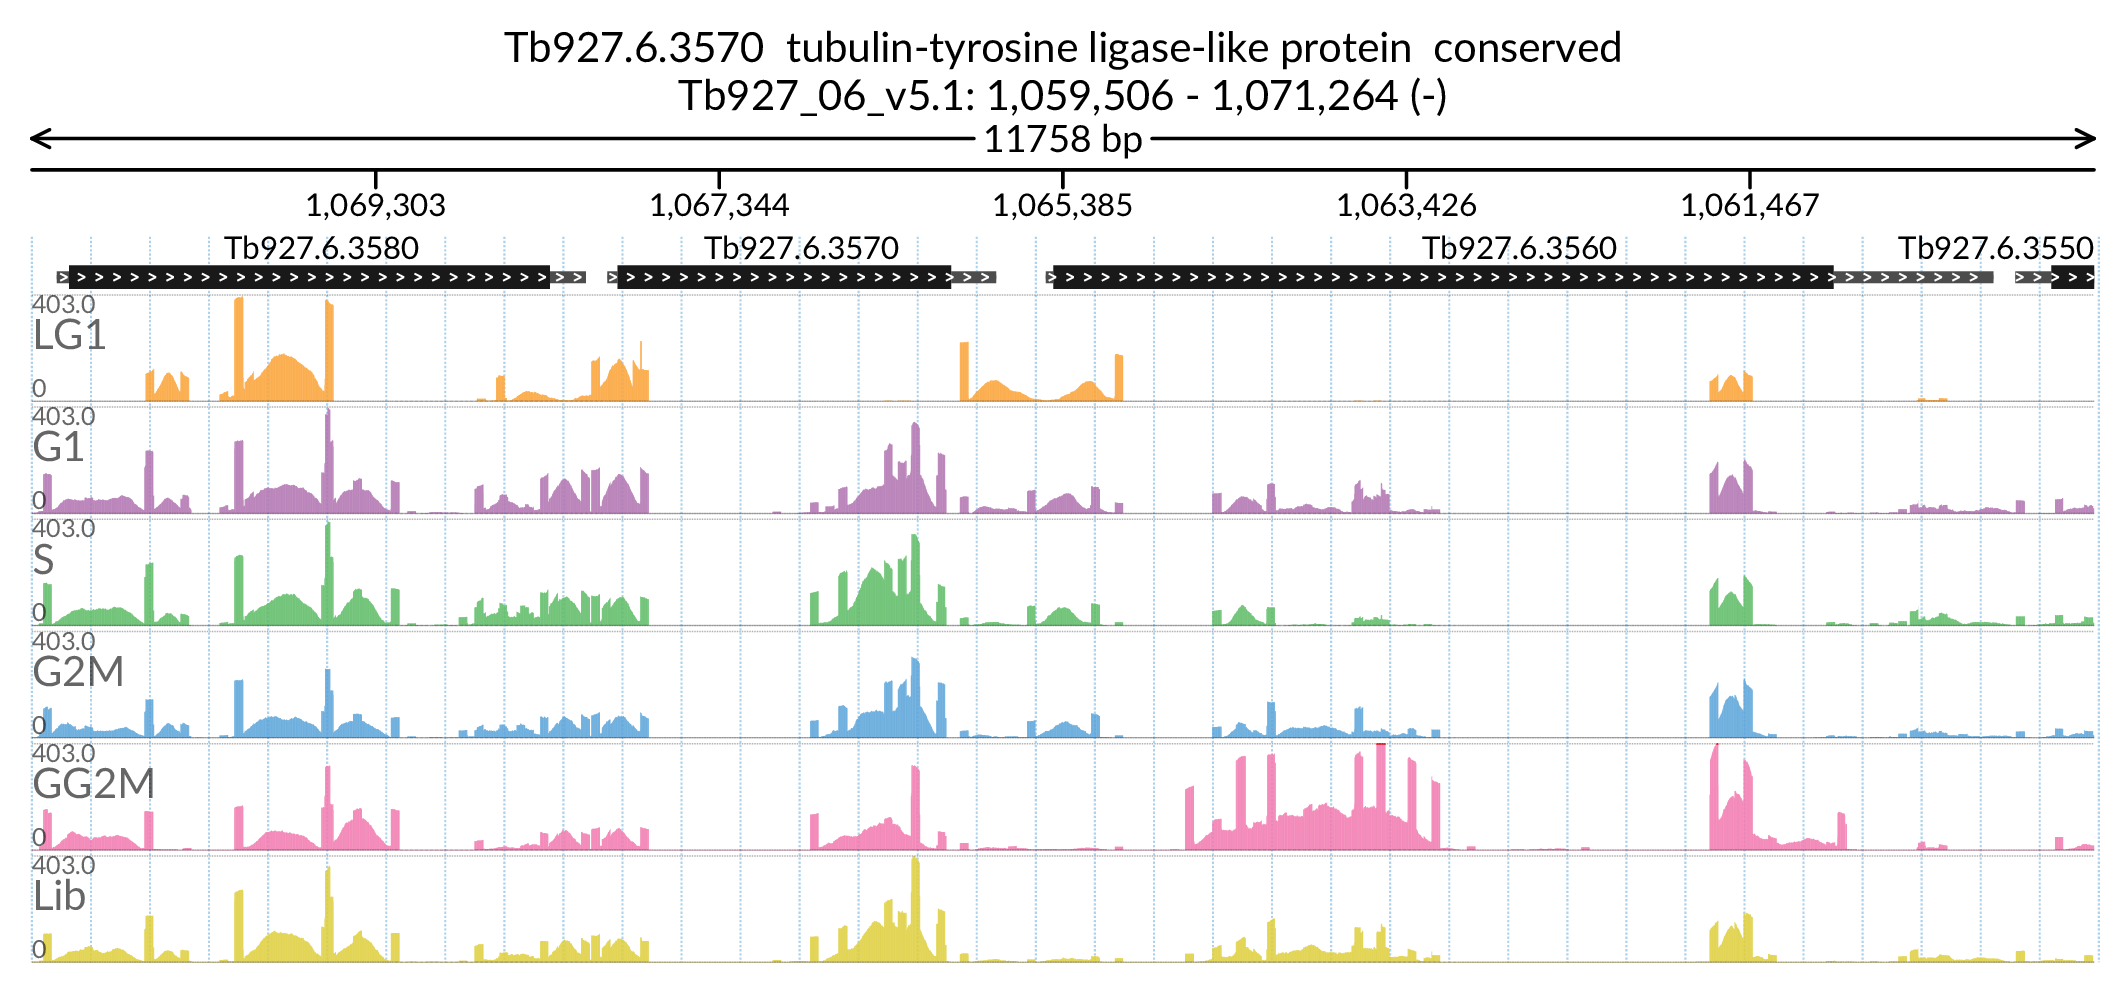 Tb927.6.3570 tubulin-tyrosine ligase-like protein conserved
Tb927_06_v5.1: 1,059,506 - 1,071,264 (-)
11758 bp
1,069,303 1,067,344 1,065,385 1,063,426 1,061,467
Tb927.6.3580 Tb927.6.3570 Tb927.6.3560 Tb927.6.3550
403.0
LG1
0
403.0
G1
0
403.0
S
0
403.0
G2M
0
403.0
GG2M
0
403.0
Lib
0